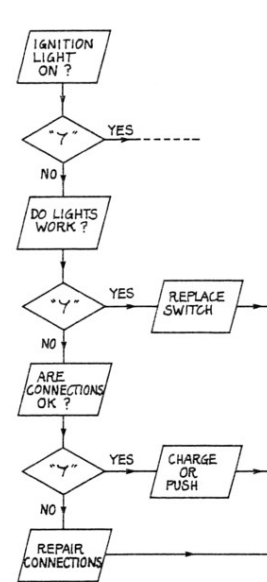 IGNITION
LIGHT
ON ?
"Y"
YES
NO
DO LIGHTS
WORK ?
"Y"
YES
REPLACE
SWITCH
NO
ARE
CONNECTIONS
OK ?
"Y"
YES
CHARGE
OR
PUSH
NO
REPAIR
CONNECTIONS